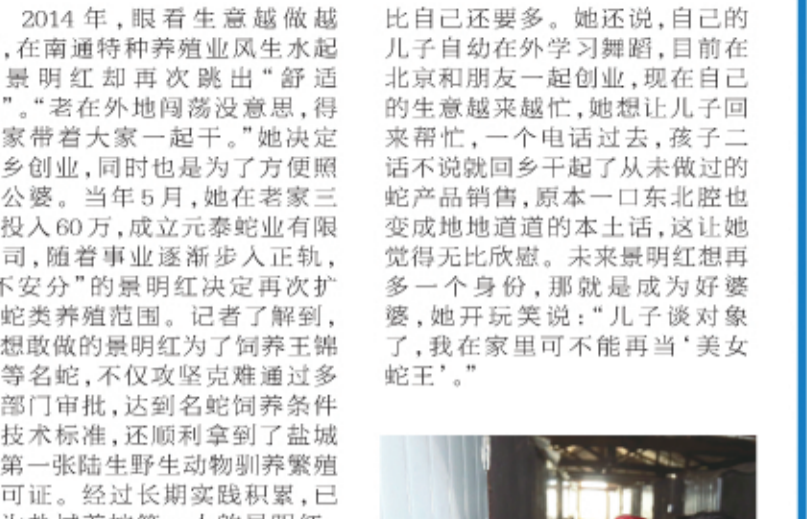 2014年,眼看生意越做越
,在南通特种养殖业风生水起
景明红却再次跳出“舒适
”。“老在外地闯荡没意思,得
家带着大家一起干。”她决定
乡创业,同时也是为了方便照
公婆。当年5月,她在老家三
投入60万,成立元泰蛇业有限
司,随着事业逐渐步入正轨,
不安分”的景明红决定再次扩
蛇类养殖范围。记者了解到,
想敢做的景明红为了饲养王锦
等名蛇,不仅攻坚克难通过多
部门审批,达到名蛇饲养条件
技术标准,还顺利拿到了盐城
第一张陆生野生动物驯养繁殖
可证。经过长期实践积累,已
比自己还要多。她还说,自己的
儿子自幼在外学习舞蹈,目前在
北京和朋友一起创业,现在自己
的生意越来越忙,她想让儿子回
来帮忙,一个电话过去,孩子二
话不说就回乡干起了从未做过的
蛇产品销售,原本一口东北腔也
变成地地道道的本土话,这让她
觉得无比欣慰。未来景明红想再
多一个身份,那就是成为好婆
婆,她开玩笑说:“儿子谈对象
了,我在家里可不能再当‘美女
蛇王’。”